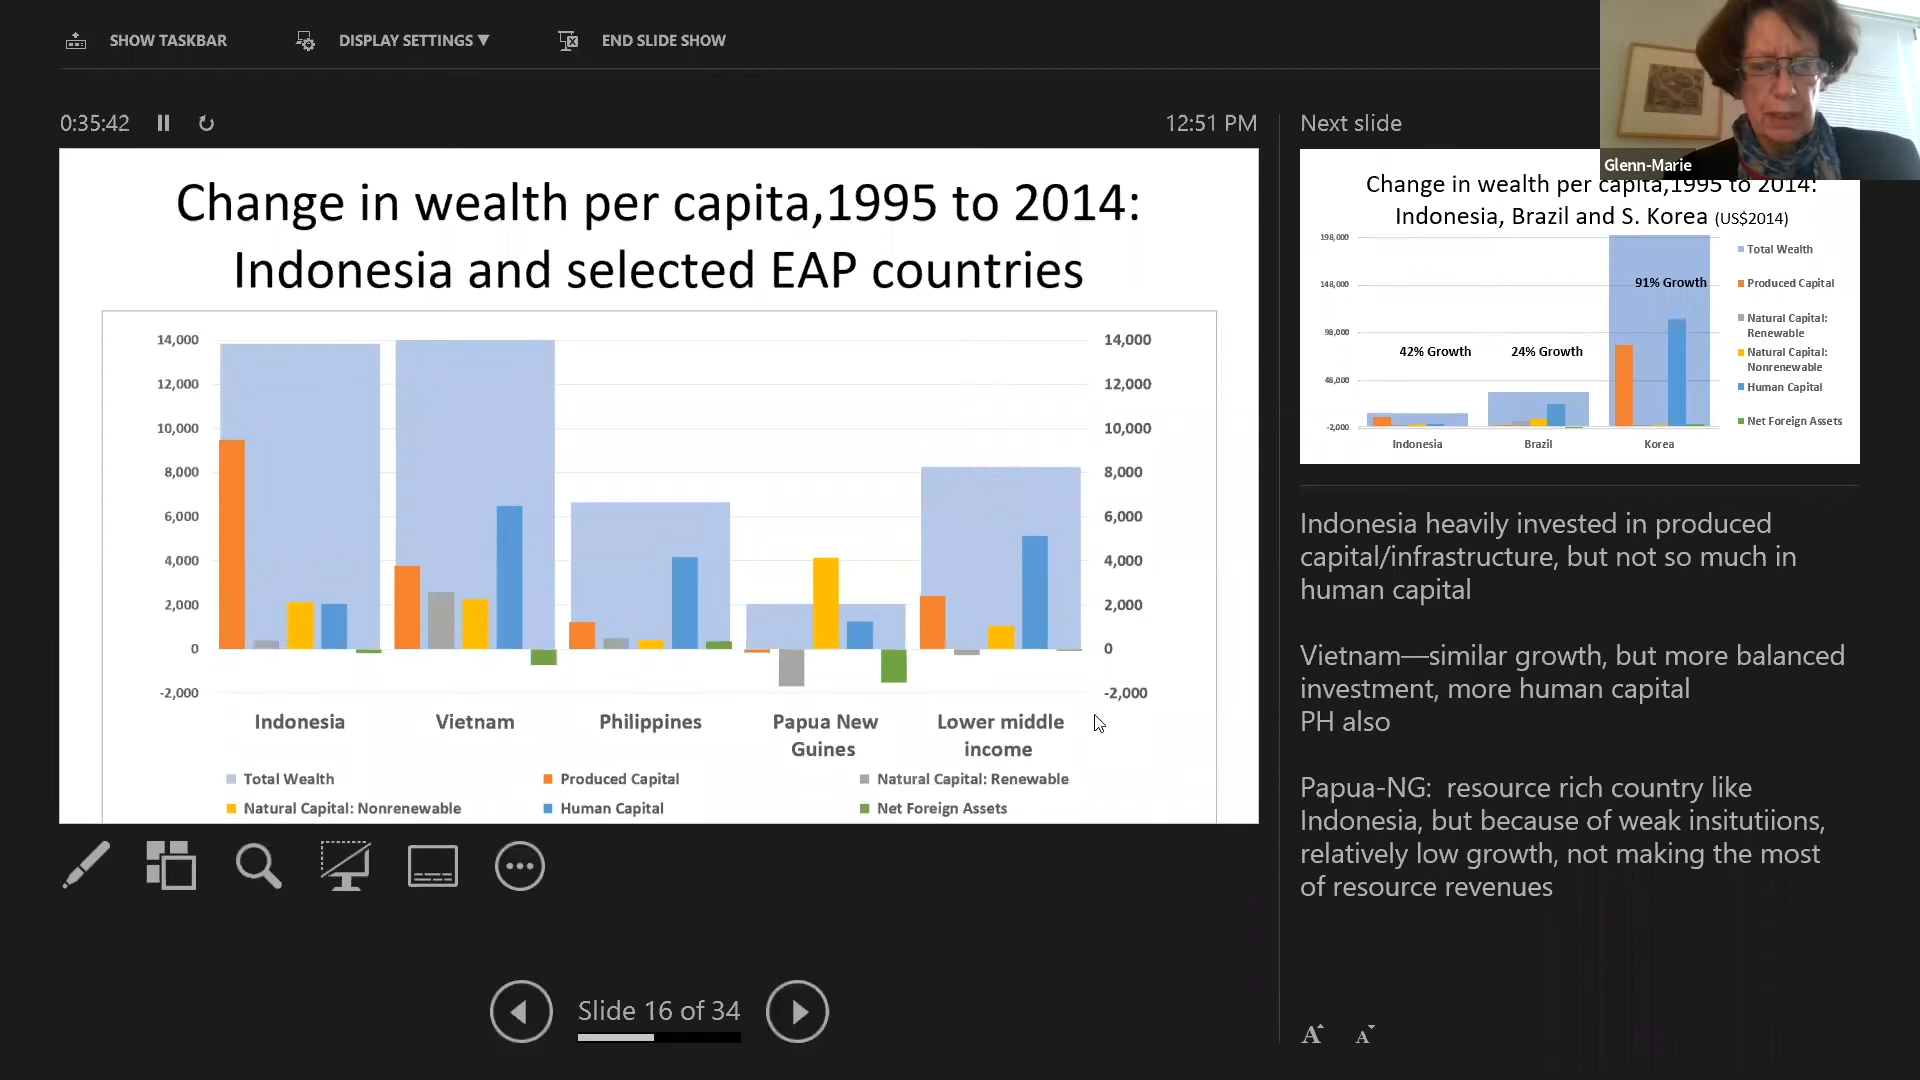 SHOW TASKBAR
DISPLAY SETTINGS ▼
END SLIDE SHOW
0:35:42
12:51 PM
Next slide
Glenn-Marie
Change in wealth per capita,1995 to 2014:
Indonesia and selected EAP countries
14,000
14,000
12,000
12,000
10,000
10,000
8,000
8,000
6,000
6,000
4,000
4,000
2,000
2,000
0
0
-2,000
-2,000
Indonesia
Vietnam
Philippines
Papua New
Guines
Lower middle
income
Total Wealth
Produced Capital
Natural Capital: Renewable
Natural Capital: Nonrenewable
Human Capital
Net Foreign Assets
Change in wealth per capita,1995 to 2014:
Indonesia, Brazil and S. Korea (US$2014)
198,000
148,000
98,000
48,000
-2,000
42% Growth
24% Growth
91% Growth
Indonesia
Brazil
Korea
Total Wealth
Produced Capital
Natural Capital:
Renewable
Natural Capital:
Nonrenewable
Human Capital
Net Foreign Assets
Indonesia heavily invested in produced
capital/infrastructure, but not so much in
human capital
Vietnam—similar growth, but more balanced
investment, more human capital
PH also
Papua-NG:  resource rich country like
Indonesia, but because of weak insitutiions,
relatively low growth, not making the most
of resource revenues
Slide 16 of 34
A
A